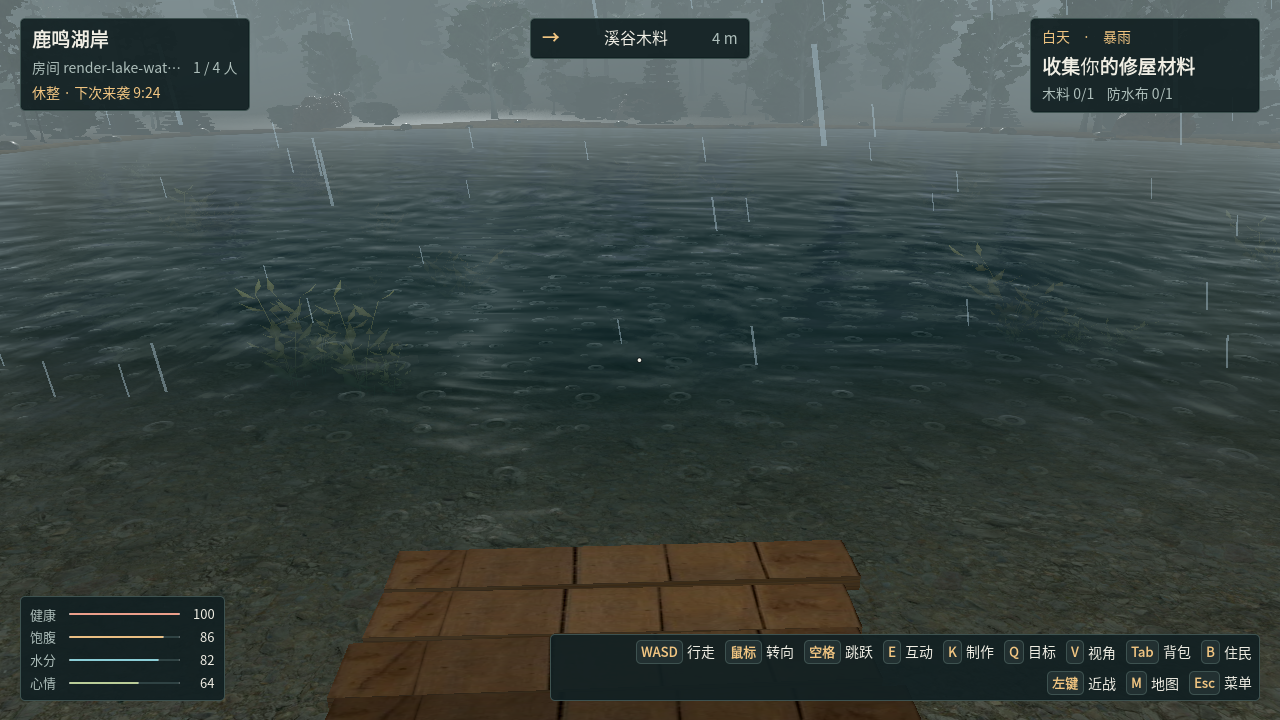 鹿鸣湖岸
房间 render-lake-wat… 1 / 4 人
休整 · 下次来袭 9:24
→ 溪谷木料 4 m
白天 · 暴雨
收集你的修屋材料
木料 0/1 防水布 0/1
健康 100
饱腹 86
水分 82
心情 64
WASD 行走 鼠标 转向 空格 跳跃 E 互动 K 制作 Q 目标 V 视角 Tab 背包 B 住民
左键 近战 M 地图 Esc 菜单